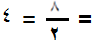 = ٨/٢ = ٤